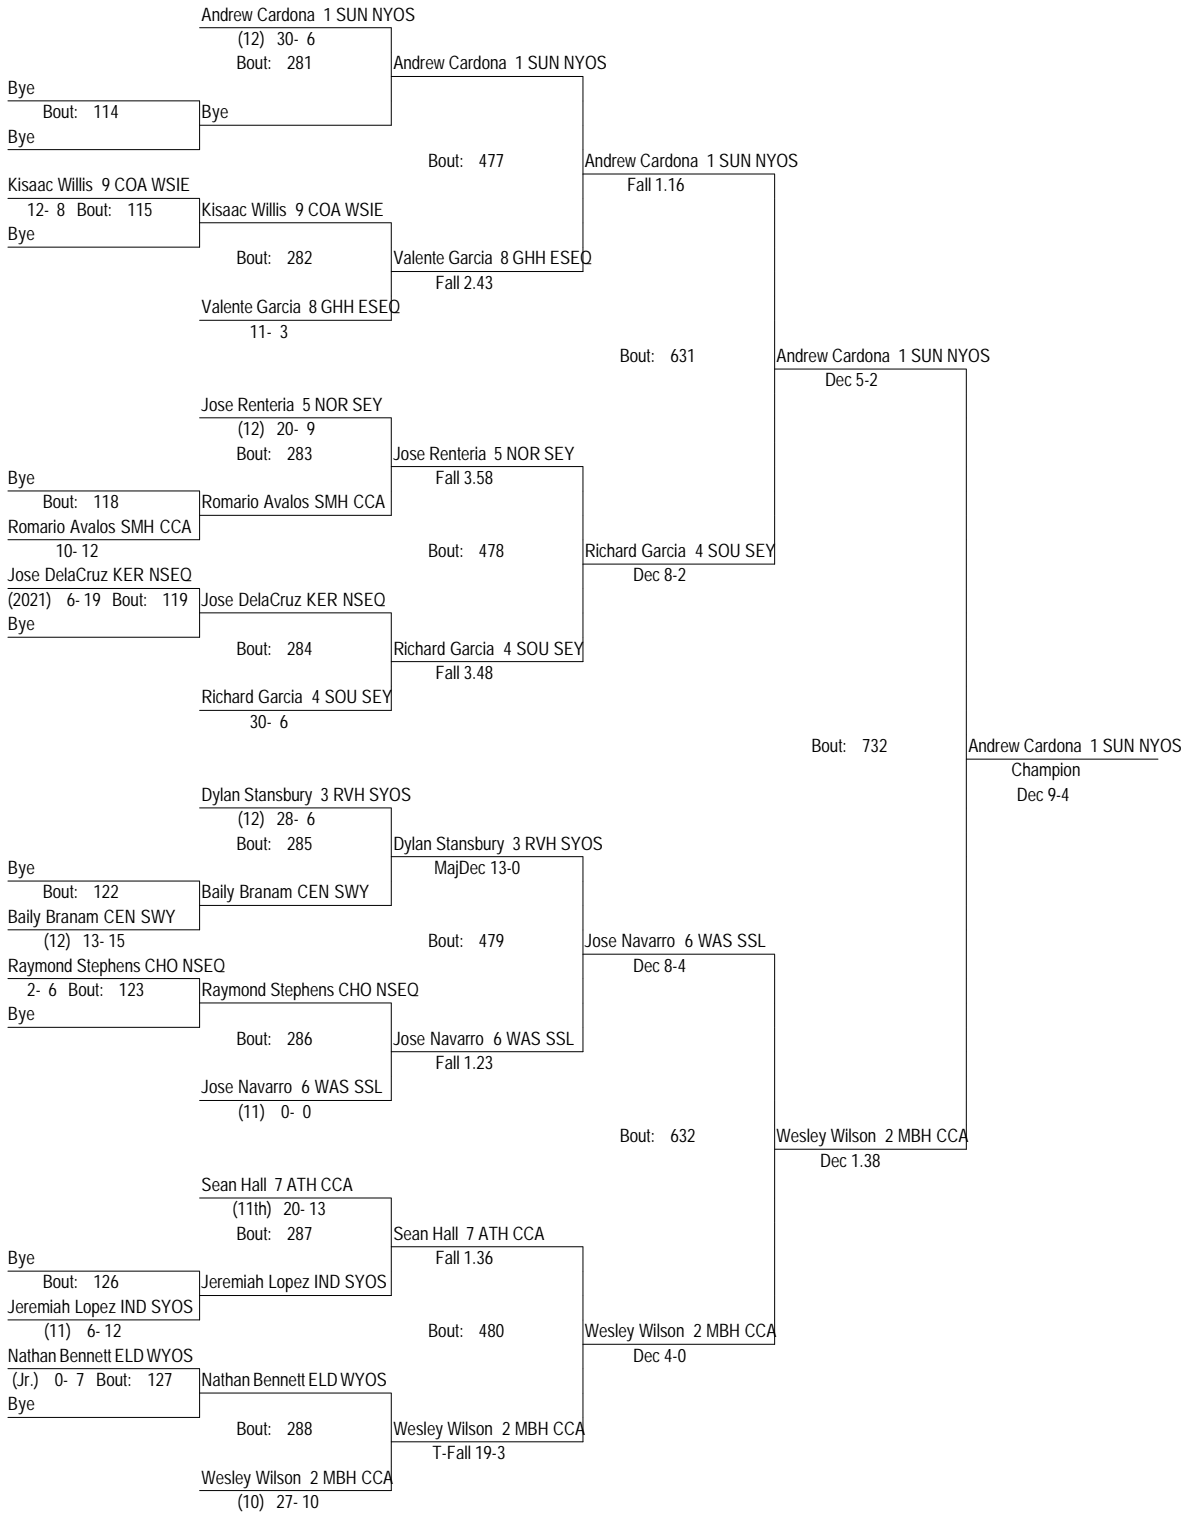 Andrew Cardona 1 SUN NYOS
(12) 30- 6
Bout: 281
Andrew Cardona 1 SUN NYOS
Bye
Bout: 114
Bye
Bye
Bout: 477
Andrew Cardona 1 SUN NYOS
Fall 1.16
Kisaac Willis 9 COA WSIE
12- 8 Bout: 115
Kisaac Willis 9 COA WSIE
Bye
Bout: 282
Valente Garcia 8 GHH ESEQ
Fall 2.43
Valente Garcia 8 GHH ESEQ
11- 3
Bout: 631
Andrew Cardona 1 SUN NYOS
Dec 5-2
Jose Renteria 5 NOR SEY
(12) 20- 9
Bout: 283
Jose Renteria 5 NOR SEY
Fall 3.58
Bye
Bout: 118
Romario Avalos SMH CCA
Romario Avalos SMH CCA
10- 12
Bout: 478
Richard Garcia 4 SOU SEY
Dec 8-2
Jose DelaCruz KER NSEQ
(2021) 6- 19 Bout: 119
Jose DelaCruz KER NSEQ
Bye
Bout: 284
Richard Garcia 4 SOU SEY
Fall 3.48
Richard Garcia 4 SOU SEY
30- 6
Bout: 732
Andrew Cardona 1 SUN NYOS
Champion
Dec 9-4
Dylan Stansbury 3 RVH SYOS
(12) 28- 6
Bout: 285
Dylan Stansbury 3 RVH SYOS
MajDec 13-0
Bye
Bout: 122
Baily Branam CEN SWY
Baily Branam CEN SWY
(12) 13- 15
Bout: 479
Jose Navarro 6 WAS SSL
Dec 8-4
Raymond Stephens CHO NSEQ
2- 6 Bout: 123
Raymond Stephens CHO NSEQ
Bye
Bout: 286
Jose Navarro 6 WAS SSL
Fall 1.23
Jose Navarro 6 WAS SSL
(11) 0- 0
Bout: 632
Wesley Wilson 2 MBH CCA
Dec 1.38
Sean Hall 7 ATH CCA
(11th) 20- 13
Bout: 287
Sean Hall 7 ATH CCA
Fall 1.36
Bye
Bout: 126
Jeremiah Lopez IND SYOS
Jeremiah Lopez IND SYOS
(11) 6- 12
Bout: 480
Wesley Wilson 2 MBH CCA
Dec 4-0
Nathan Bennett ELD WYOS
(Jr.) 0- 7 Bout: 127
Nathan Bennett ELD WYOS
Bye
Bout: 288
Wesley Wilson 2 MBH CCA
T-Fall 19-3
Wesley Wilson 2 MBH CCA
(10) 27- 10